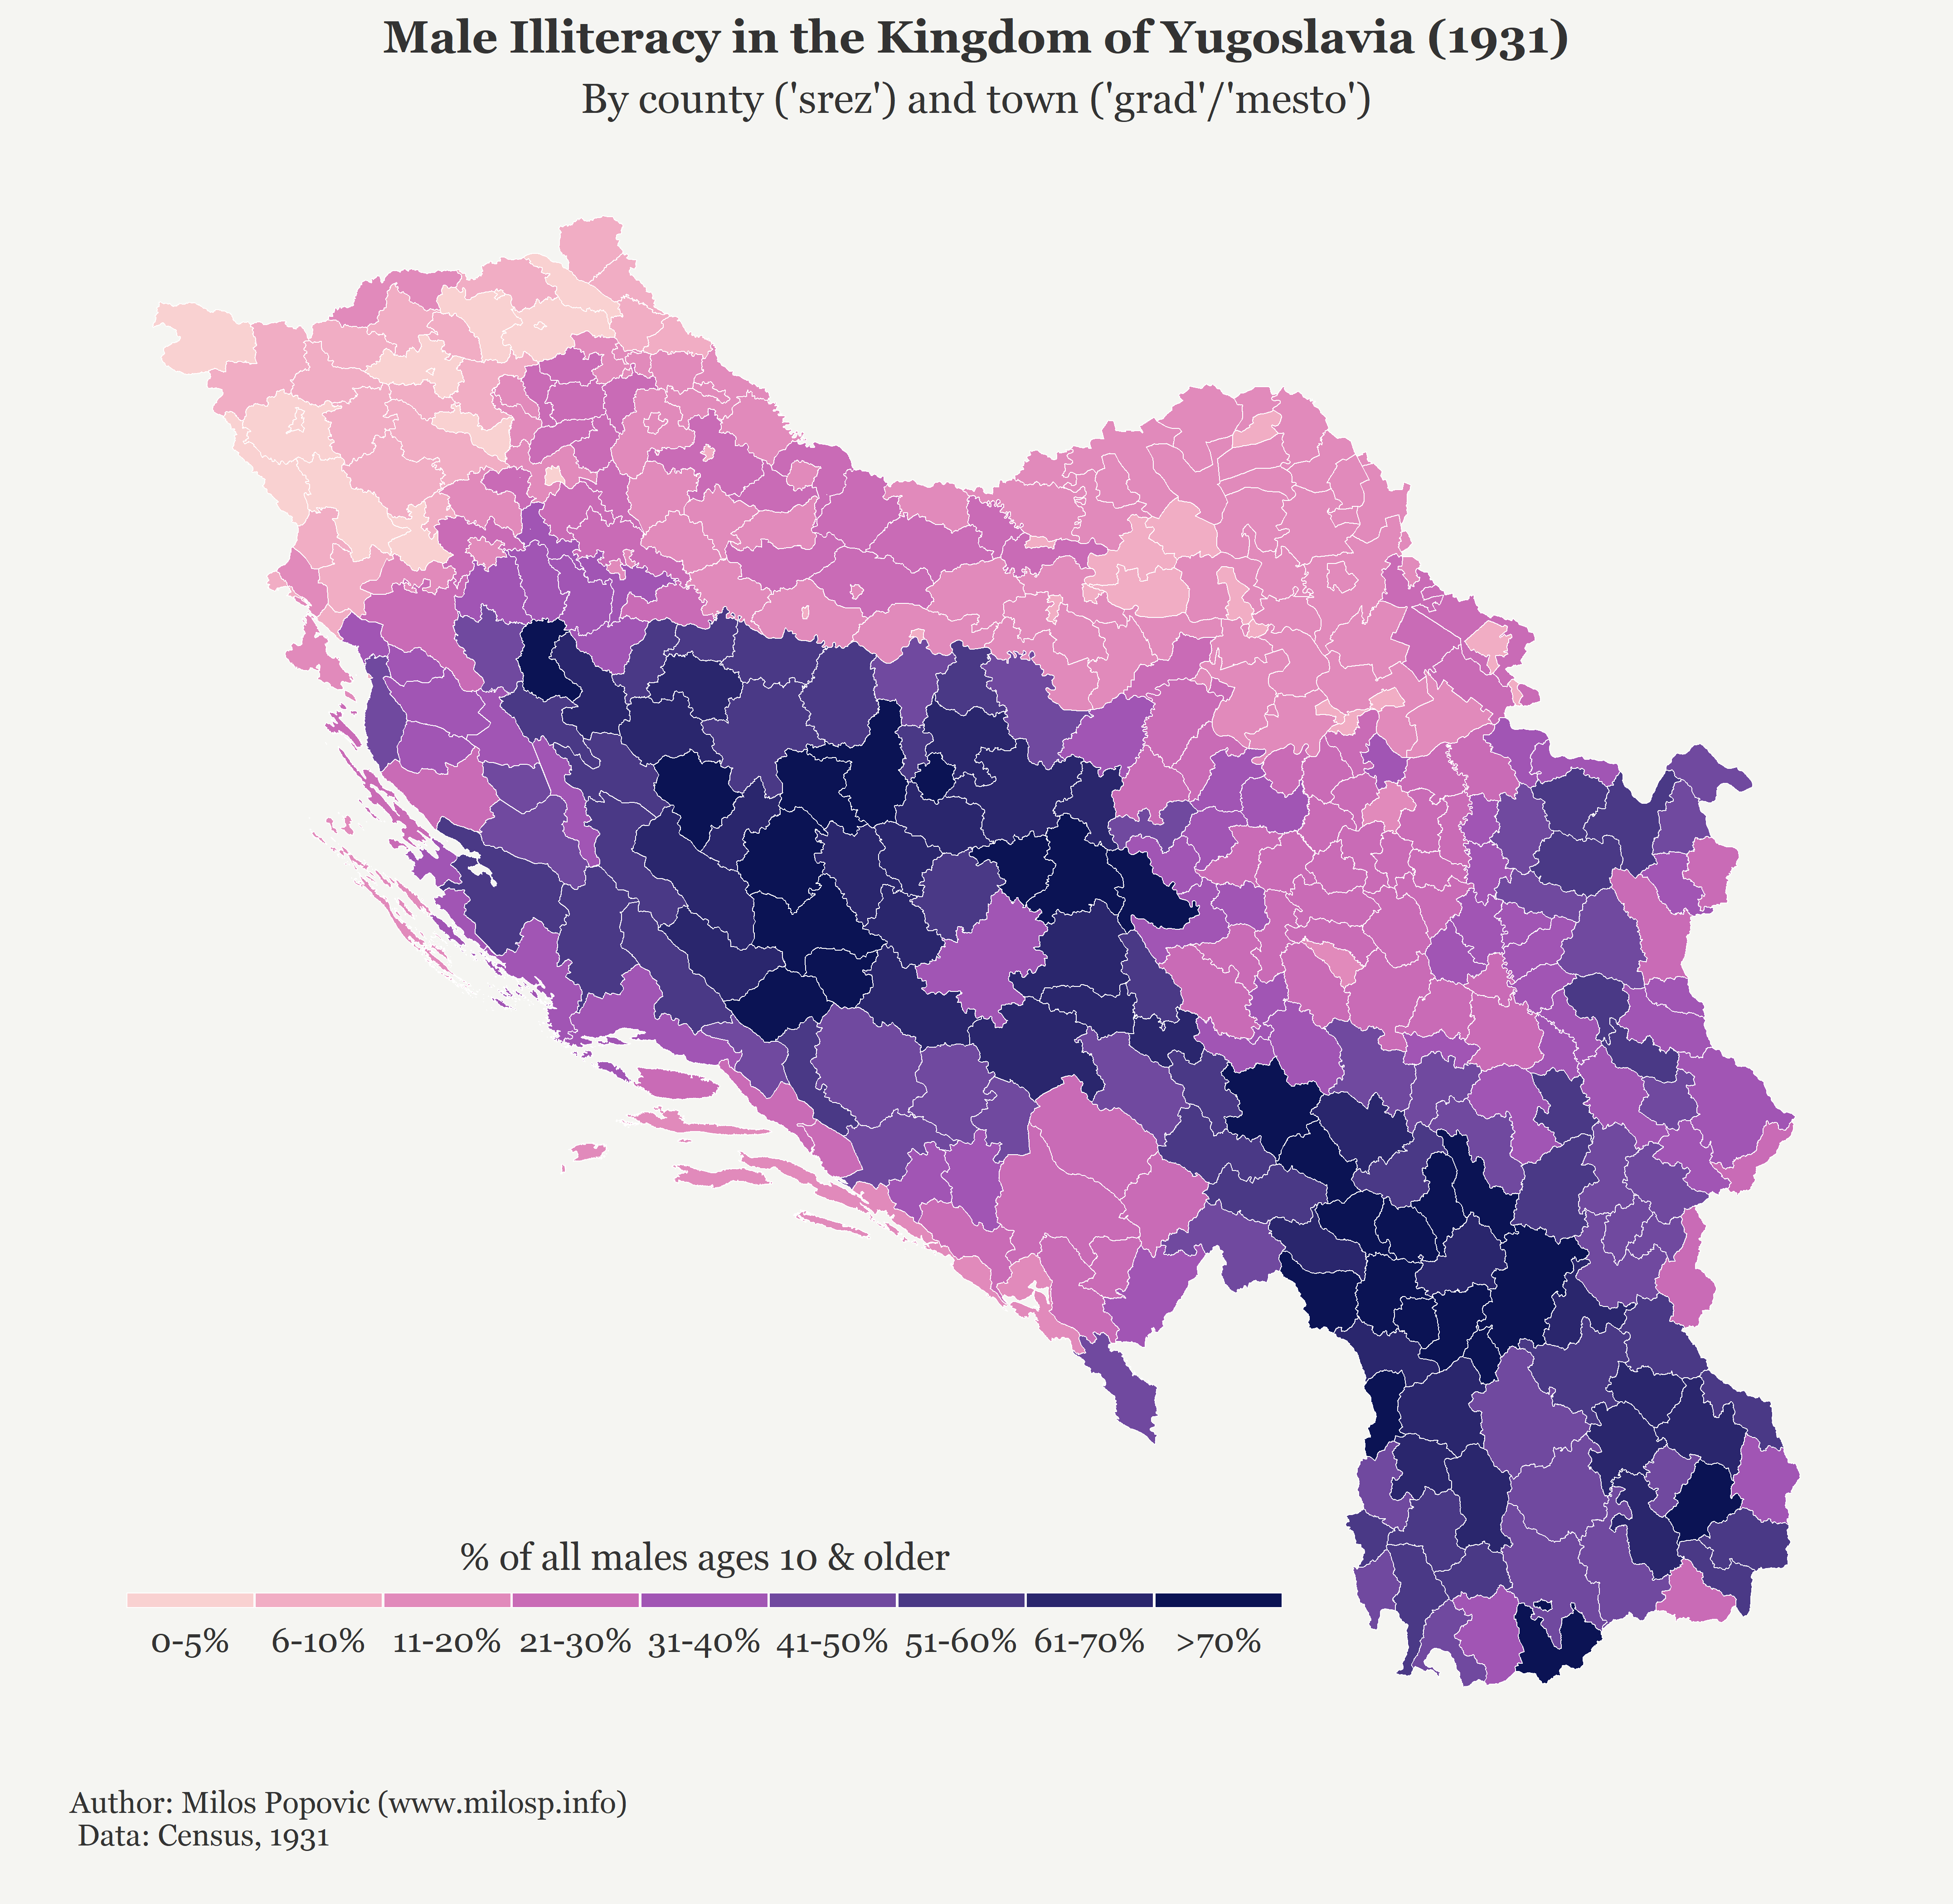 Male Illiteracy in the Kingdom of Yugoslavia (1931)
By county ('srez') and town ('grad'/'mesto')
% of all males ages 10 & older
0-5% 6-10% 11-20% 21-30% 31-40% 41-50% 51-60% 61-70% >70%
Author: Milos Popovic (www.milosp.info)
Data: Census, 1931